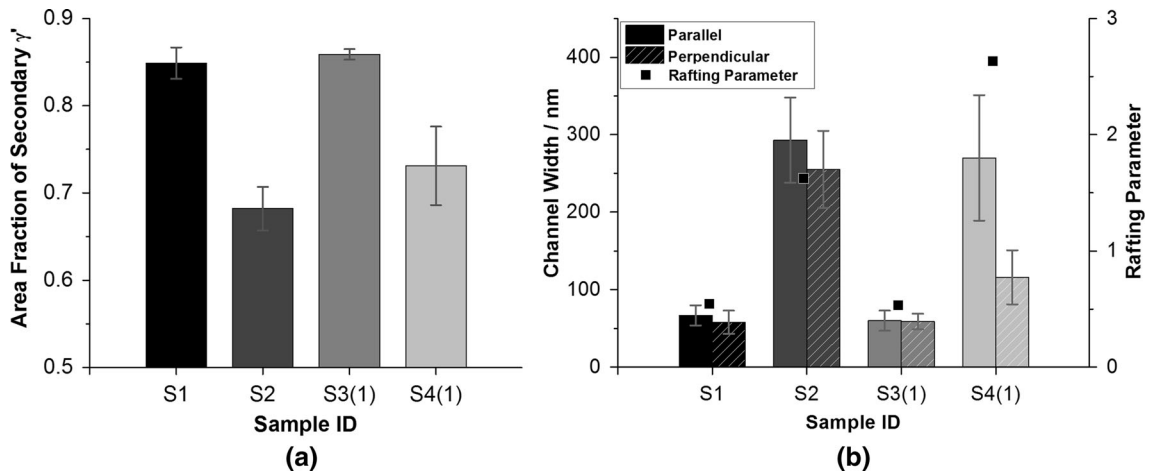 Area Fraction of Secondary γ'
0.9
0.8
0.7
0.6
0.5
S1
S2
S3(1)
S4(1)
Sample ID
(a)
Channel Width / nm
400
300
200
100
0
Parallel
Perpendicular
Rafting Parameter
3
2
1
0
Rafting Parameter
S1
S2
S3(1)
S4(1)
Sample ID
(b)